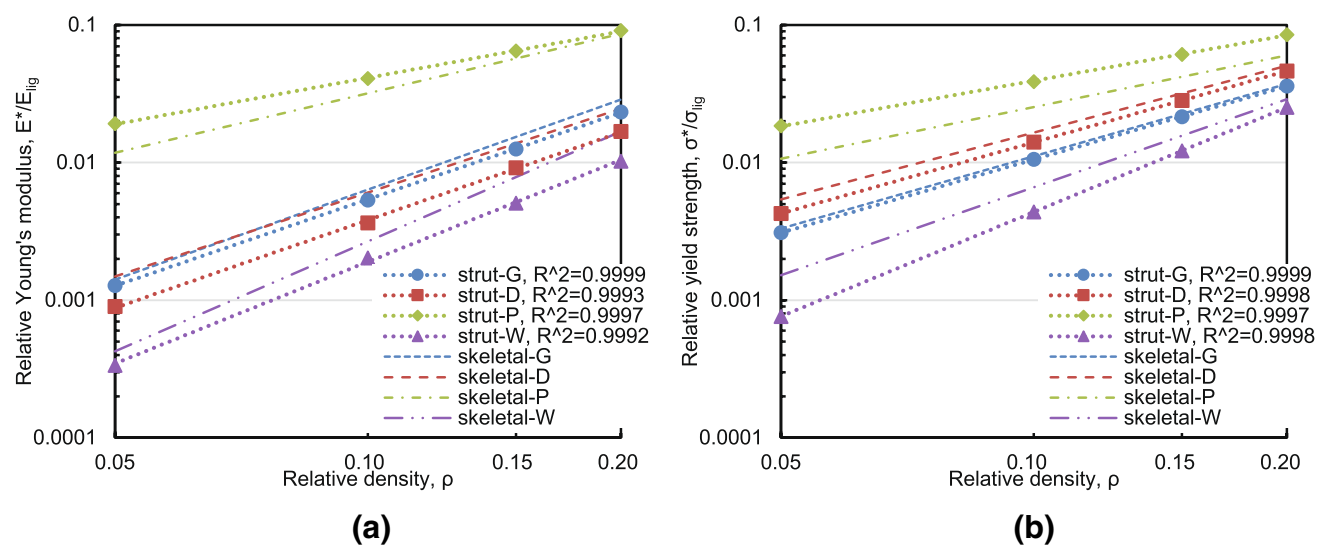 0.1
0.01
0.001
0.0001
Relative Young's modulus, E*/E_lig
0.05
0.10
0.15
0.20
Relative density, ρ
strut-G, R^2=0.9999
strut-D, R^2=0.9993
strut-P, R^2=0.9997
strut-W, R^2=0.9992
skeletal-G
skeletal-D
skeletal-P
skeletal-W
(a)
0.1
0.01
0.001
0.0001
Relative yield strength, σ*/σ_lig
0.05
0.10
0.15
0.20
Relative density, ρ
strut-G, R^2=0.9999
strut-D, R^2=0.9998
strut-P, R^2=0.9997
strut-W, R^2=0.9998
skeletal-G
skeletal-D
skeletal-P
skeletal-W
(b)